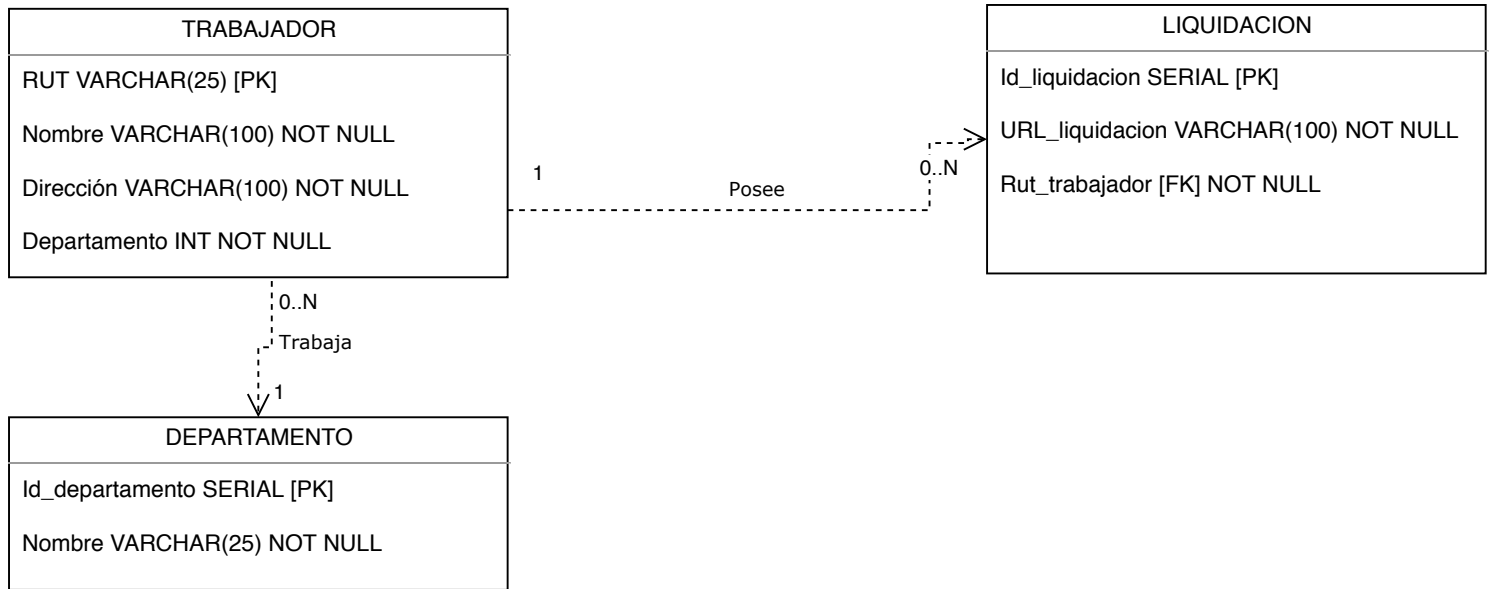 TRABAJADOR
RUT VARCHAR(25) [PK]
Nombre VARCHAR(100) NOT NULL
Dirección VARCHAR(100) NOT NULL
Departamento INT NOT NULL
1
Posee
0..N
LIQUIDACION
Id_liquidacion SERIAL [PK]
URL_liquidacion VARCHAR(100) NOT NULL
Rut_trabajador [FK] NOT NULL
0..N
Trabaja
1
DEPARTAMENTO
Id_departamento SERIAL [PK]
Nombre VARCHAR(25) NOT NULL